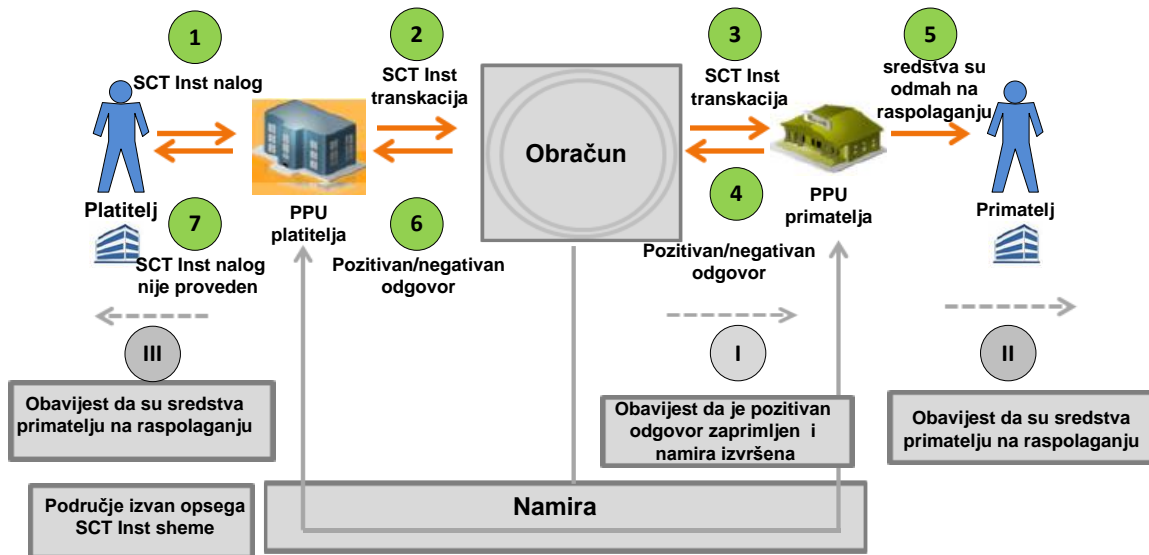 1
SCT Inst nalog
2
SCT Inst
transkacija
3
SCT Inst
transkacija
5
sredstva su
odmah na
raspolaganju
Obračun
Platitelj
PPU
platitelja
4
PPU
primatelja
Primatelj
7
SCT Inst nalog
nije proveden
6
Pozitivan/negativan
odgovor
Pozitivan/negativan
odgovor
III
Obavijest da su sredstva
primatelju na raspolaganju
I
Obavijest da je pozitivan
odgovor zaprimljen i
namira izvršena
II
Obavijest da su sredstva
primatelju na raspolaganju
Područje izvan opsega
SCT Inst sheme
Namira